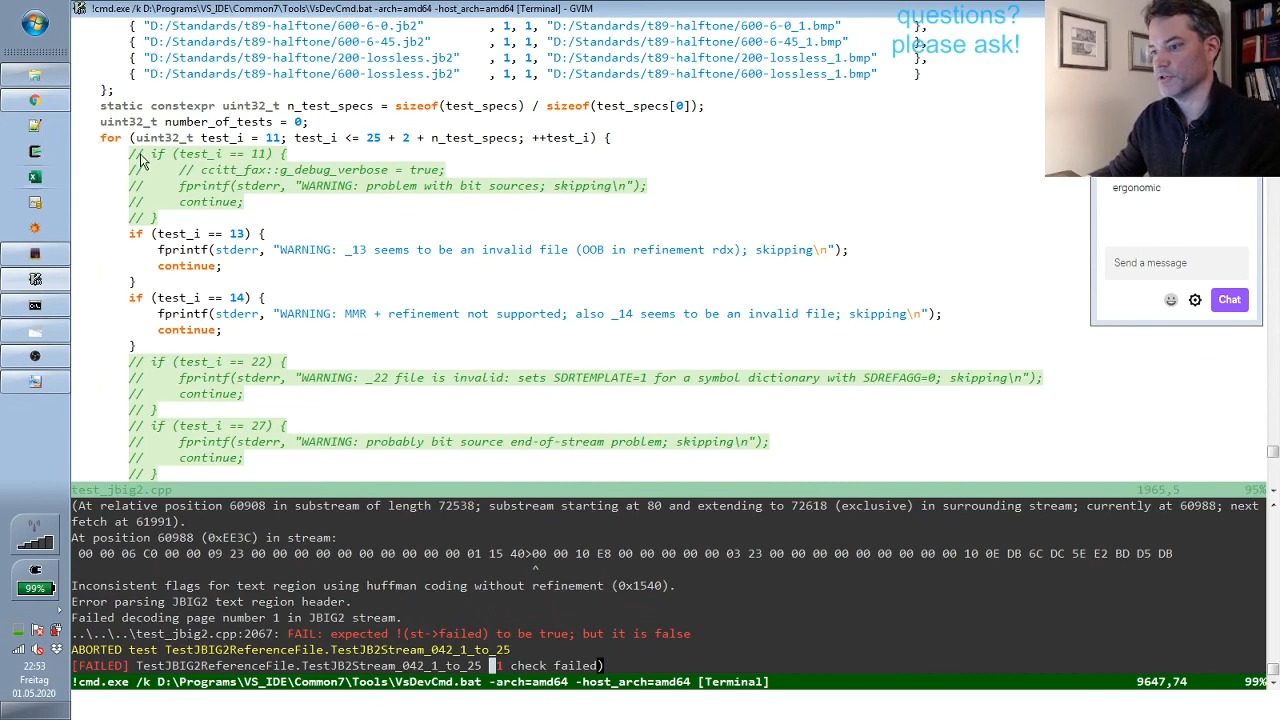 !cmd.exe /k D:\Programs\VS_IDE\Common7\Tools\VsDevCmd.bat -arch=amd64 -host_arch=amd64 [Terminal] - GVIM
questions?
please ask!
{ "D:/Standards/t89-halftone/600-6-0.jb2" , 1, 1, "D:/Standards/t89-halftone/600-6-0_1.bmp" },
{ "D:/Standards/t89-halftone/600-6-45.jb2" , 1, 1, "D:/Standards/t89-halftone/600-6-45_1.bmp" },
{ "D:/Standards/t89-halftone/200-lossless.jb2" , 1, 1, "D:/Standards/t89-halftone/200-lossless_1.bmp" },
{ "D:/Standards/t89-halftone/600-lossless.jb2" , 1, 1, "D:/Standards/t89-halftone/600-lossless_1.bmp" }
};
static constexpr uint32_t n_test_specs = sizeof(test_specs) / sizeof(test_specs[0]);
uint32_t number_of_tests = 0;
for (uint32_t test_i = 11; test_i <= 25 + 2 + n_test_specs; ++test_i) {
// if (test_i == 11) {
// // ccitt_fax::g_debug_verbose = true;
// fprintf(stderr, "WARNING: problem with bit sources; skipping\n");
// continue;
// }
if (test_i == 13) {
fprintf(stderr, "WARNING: _13 seems to be an invalid file (OOB in refinement rdx); skipping\n");
continue;
}
if (test_i == 14) {
fprintf(stderr, "WARNING: MMR + refinement not supported; also _14 seems to be an invalid file; skipping\n");
continue;
}
// if (test_i == 22) {
// fprintf(stderr, "WARNING: _22 file is invalid: sets SDRTEMPLATE=1 for a symbol dictionary with SDREFAGG=0; skipping\n");
// continue;
// }
// if (test_i == 27) {
// fprintf(stderr, "WARNING: probably bit source end-of-stream problem; skipping\n");
// continue;
// }
ergonomic
Send a message
Chat
test_jbig2.cpp 1965,5 95%
(At relative position 60908 in substream of length 72538; substream starting at 80 and extending to 72618 (exclusive) in surrounding stream; currently at 60988; next
fetch at 61991).
At position 60988 (0xEE3C) in stream:
00 00 06 C0 00 00 09 23 00 00 00 00 00 00 00 00 01 15 40>00 00 10 E8 00 00 00 00 00 03 23 00 00 00 00 00 00 00 00 00 10 0E DB 6C DC 5E E2 BD D5 DB
^
Inconsistent flags for text region using huffman coding without refinement (0x1540).
Error parsing JBIG2 text region header.
Failed decoding page number 1 in JBIG2 stream.
..\..\..\test_jbig2.cpp:2067: FAIL: expected !(st->failed) to be true; but it is false
ABORTED test TestJBIG2ReferenceFile.TestJB2Stream_042_1_to_25
[FAILED] TestJBIG2ReferenceFile.TestJB2Stream_042_1_to_25 1 check failed)
!cmd.exe /k D:\Programs\VS_IDE\Common7\Tools\VsDevCmd.bat -arch=amd64 -host_arch=amd64 [Terminal] 9647,74 99%
99%
22:53
Freitag
01.05.2020